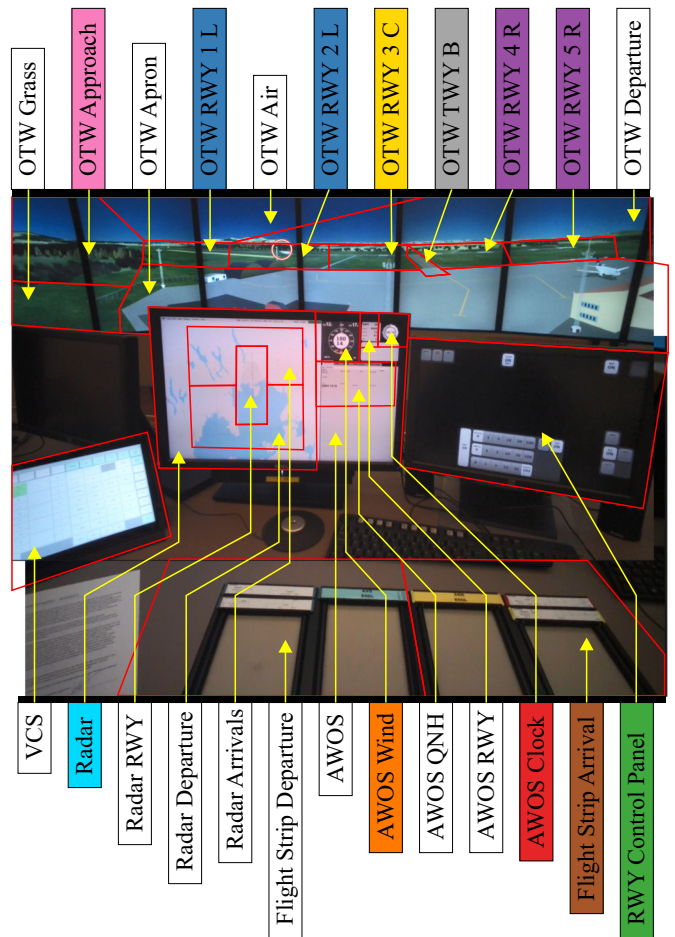 OTW Grass
OTW Approach
OTW Apron
OTW RWY 1 L
OTW Air
OTW RWY 2 L
OTW RWY 3 C
OTW TWY B
OTW RWY 4 R
OTW RWY 5 R
OTW Departure
VCS
Radar
Radar RWY
Radar Departure
Radar Arrivals
Flight Strip Departure
AWOS
AWOS Wind
AWOS QNH
AWOS RWY
AWOS Clock
Flight Strip Arrival
RWY Control Panel